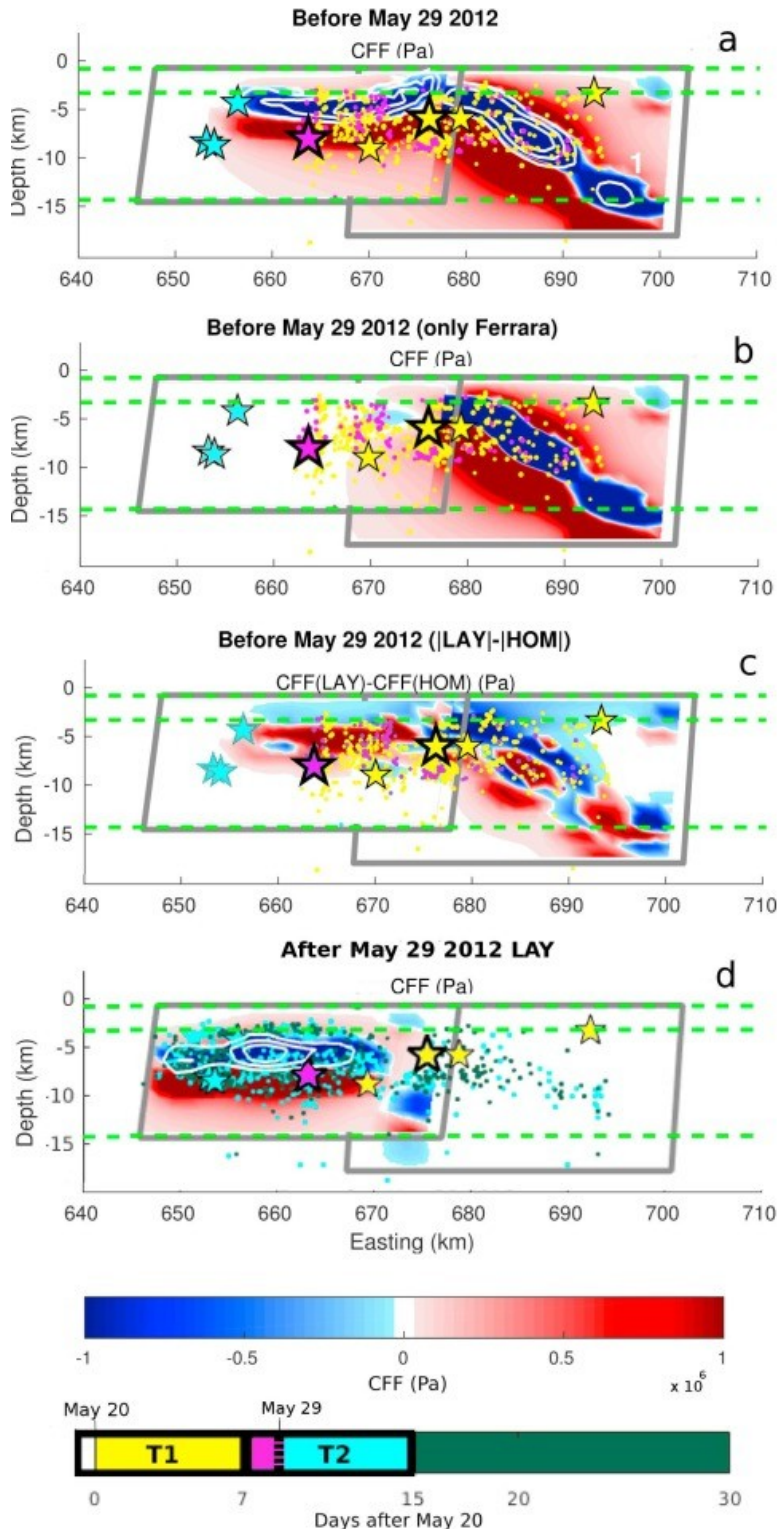 Before May 29 2012
a
CFF (Pa)
0
-5
-10
-15
Depth (km)
1
640 650 660 670 680 690 700 710
Before May 29 2012 (only Ferrara)
b
CFF (Pa)
0
-5
-10
-15
Depth (km)
640 650 660 670 680 690 700 710
Before May 29 2012 (|LAY|-|HOM|)
c
CFF(LAY)-CFF(HOM) (Pa)
0
-5
-10
-15
Depth (km)
640 650 660 670 680 690 700 710
After May 29 2012 LAY
d
CFF (Pa)
0
-5
-10
-15
Depth (km)
640 650 660 670 680 690 700 710
Easting (km)
-1 -0.5 0 0.5 1
CFF (Pa)
x 10^6
May 20 May 29
T1 T2
0 7 15 20 30
Days after May 20